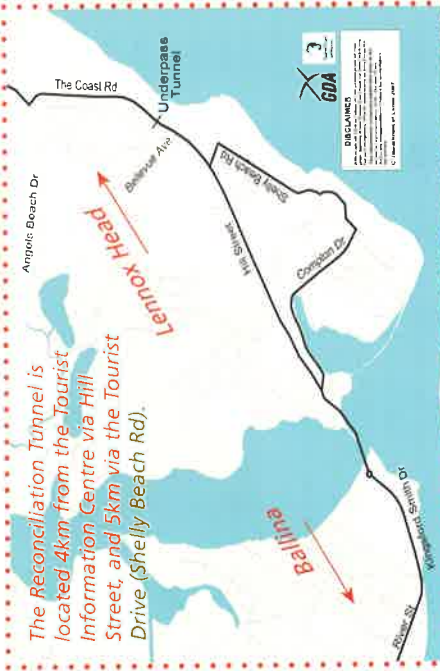 The Reconciliation Tunnel is
located 4km from the Tourist
Information Centre via Hill
Street, and 5km via the Tourist
Drive (Shelly Beach Rd).
Angels Beach Dr
The Coast Rd
Underpass
Tunnel
Bellevue Ave
Lennox Head
Hill Street
Shelly Beach Rd
Compton Dr
Ballina
River St
Kingsford Smith Dr
GDA
DISCLAIMER